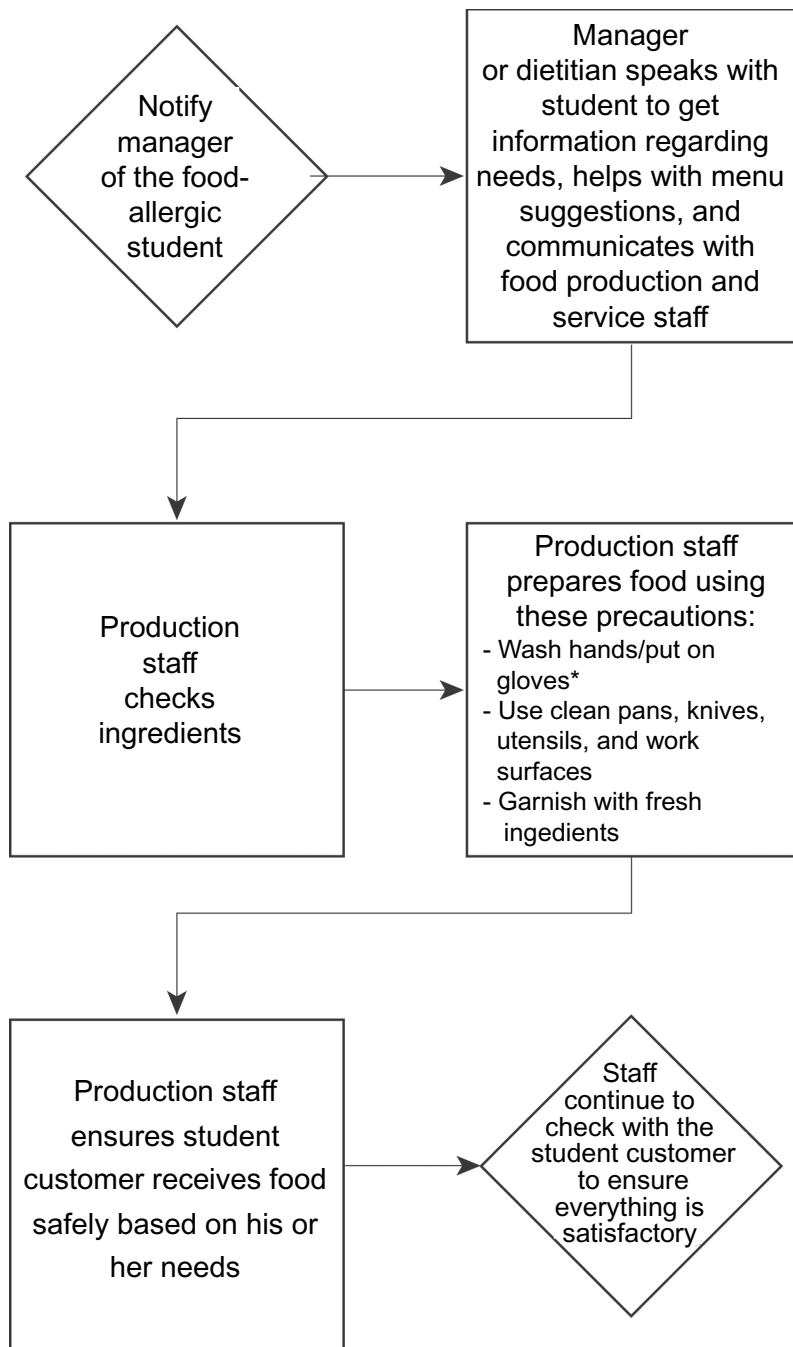 Notify
manager
of the food-
allergic
student
Manager
or dietitian speaks with
student to get
information regarding
needs, helps with menu
suggestions, and
communicates with
food production and
service staff
Production
staff
checks
ingredients
Production staff
prepares food using
these precautions:
- Wash hands/put on
gloves*
- Use clean pans, knives,
utensils, and work
surfaces
- Garnish with fresh
ingedients
Production staff
ensures student
customer receives food
safely based on his or
her needs
Staff
continue to
check with the
student customer
to ensure
everything is
satisfactory